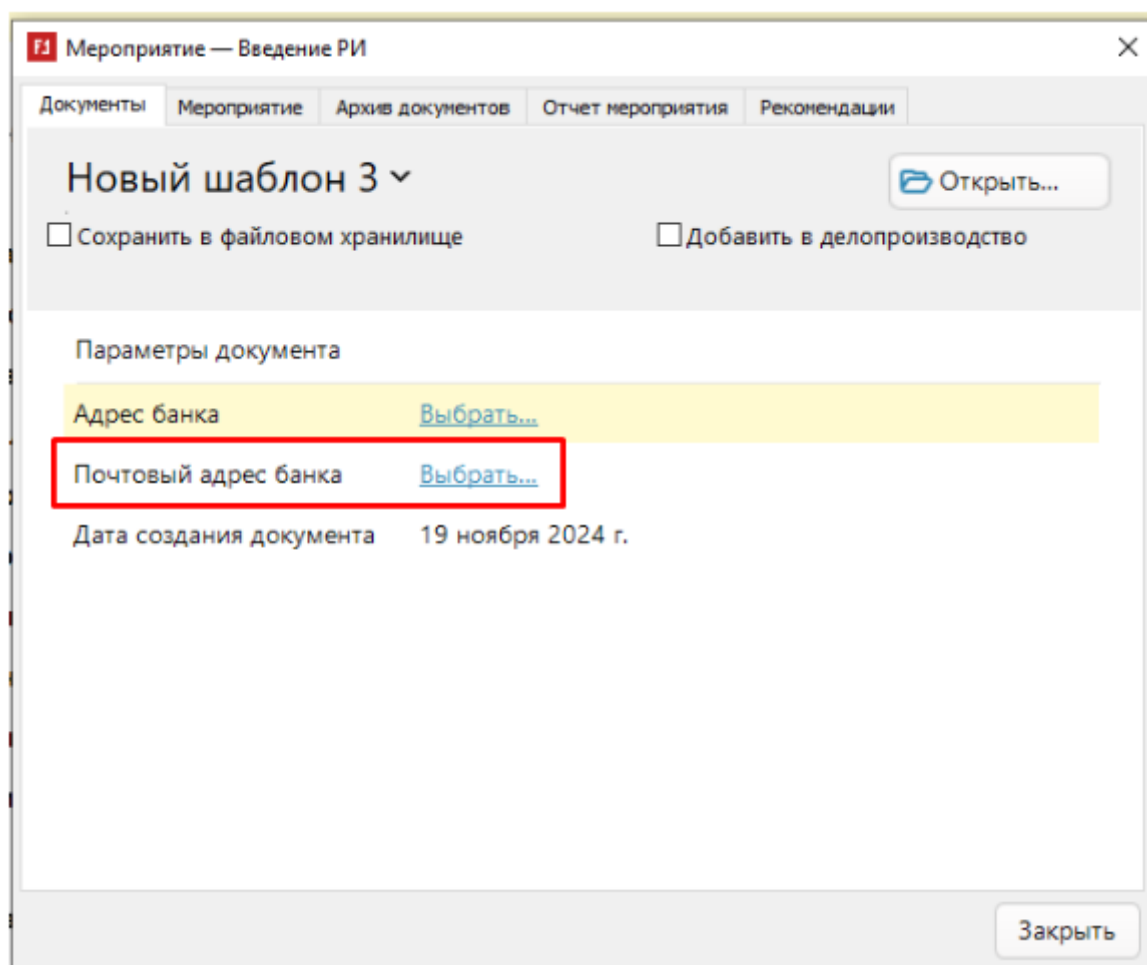 Мероприятие — Введение РИ
Документы Мероприятие Архив документов Отчет мероприятия Рекомендации
Новый шаблон 3 Открыть...
Сохранить в файловом хранилище Добавить в делопроизводство
Параметры документа
Адрес банка Выбрать...
Почтовый адрес банка Выбрать...
Дата создания документа 19 ноября 2024 г.
Закрыть